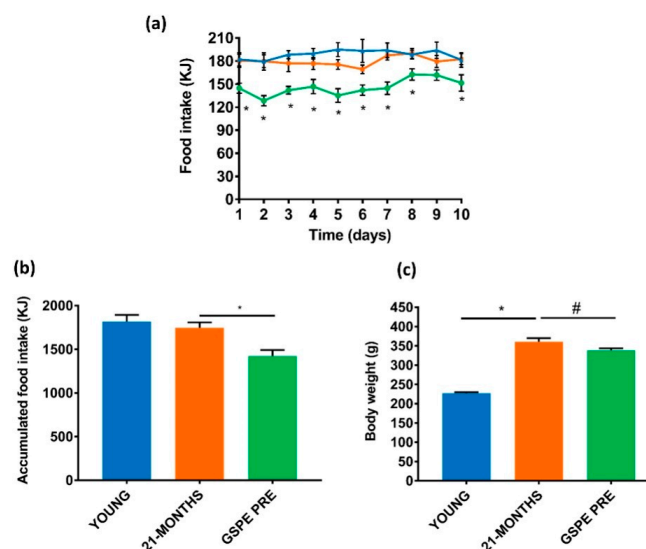 (a)
210
180
150
120
90
60
30
0
Food intake (KJ)
* * * * * * * * *
1 2 3 4 5 6 7 8 9 10
Time (days)
(b)
2000
1500
1000
500
0
Accumulated food intake (KJ)
*
YOUNG
21-MONTHS
GSPE PRE
(c)
450
400
350
300
250
200
150
100
50
0
Body weight (g)
* #
YOUNG
21-MONTHS
GSPE PRE